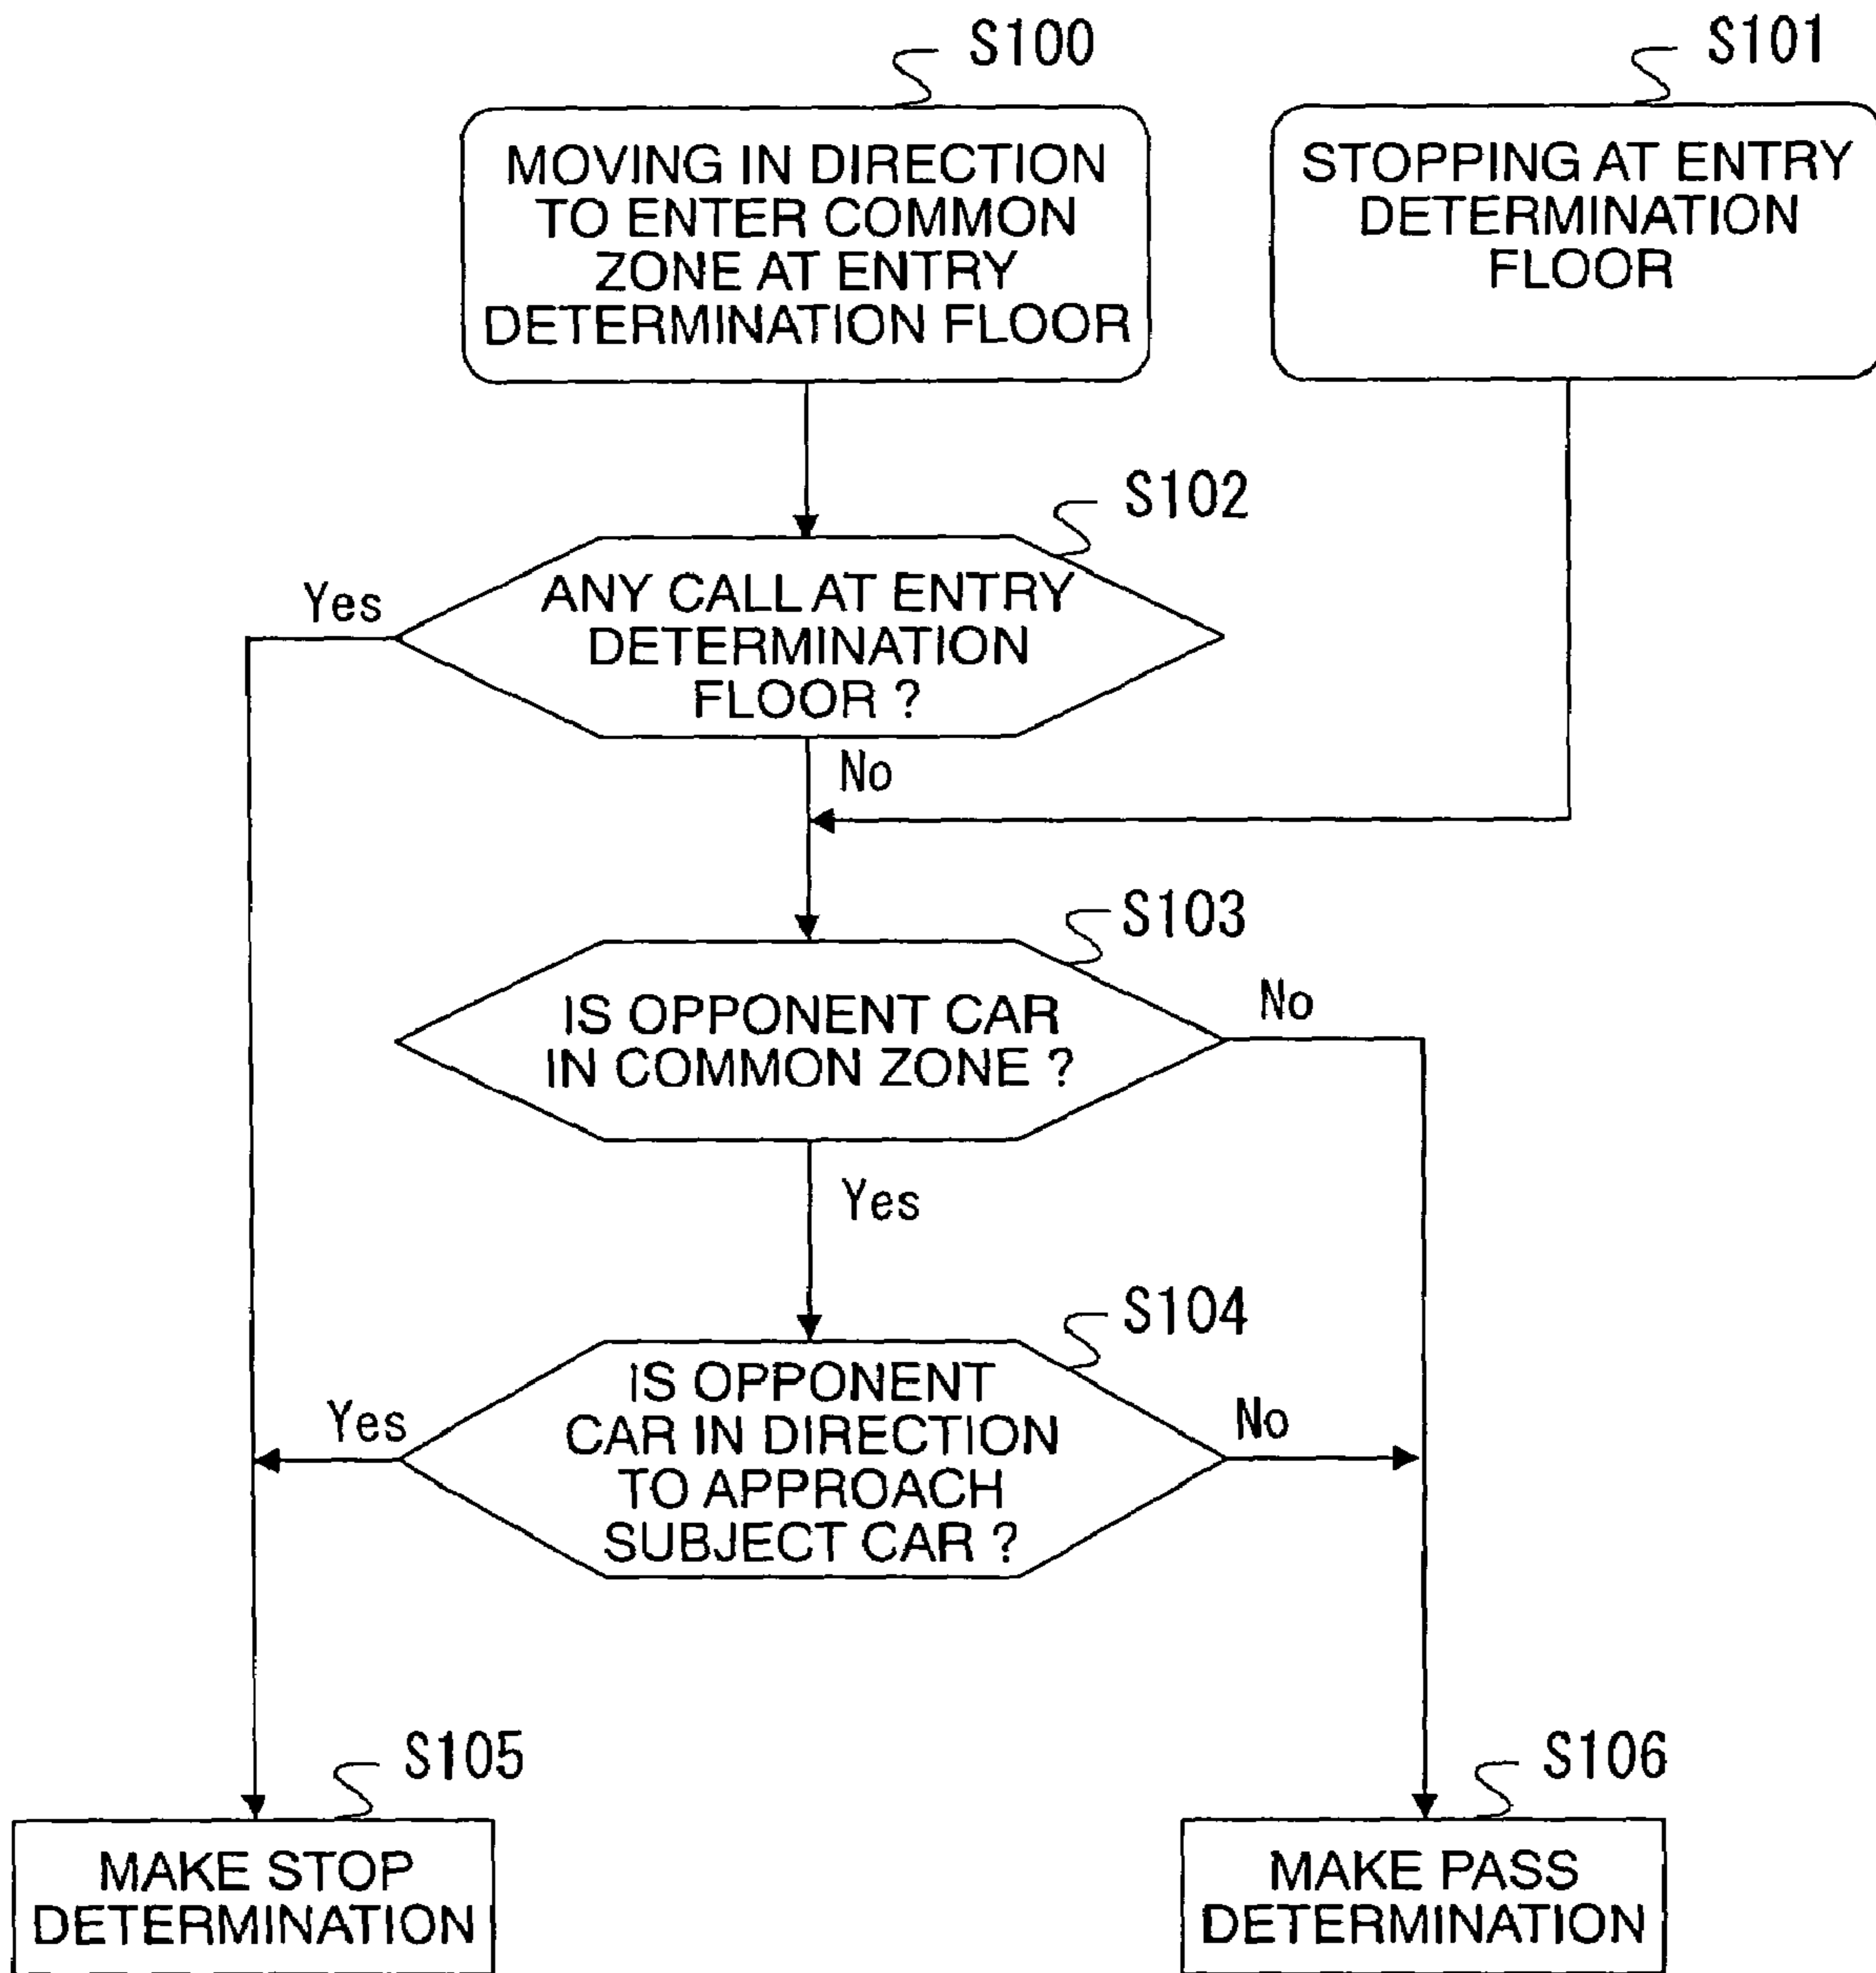 S100
MOVING IN DIRECTION
TO ENTER COMMON
ZONE AT ENTRY
DETERMINATION FLOOR
S101
STOPPING AT ENTRY
DETERMINATION
FLOOR
S102
ANY CALL AT ENTRY
DETERMINATION
FLOOR ?
Yes
No
S103
IS OPPONENT CAR
IN COMMON ZONE ?
No
Yes
S104
IS OPPONENT
CAR IN DIRECTION
TO APPROACH
SUBJECT CAR ?
Yes
No
S105
MAKE STOP
DETERMINATION
S106
MAKE PASS
DETERMINATION